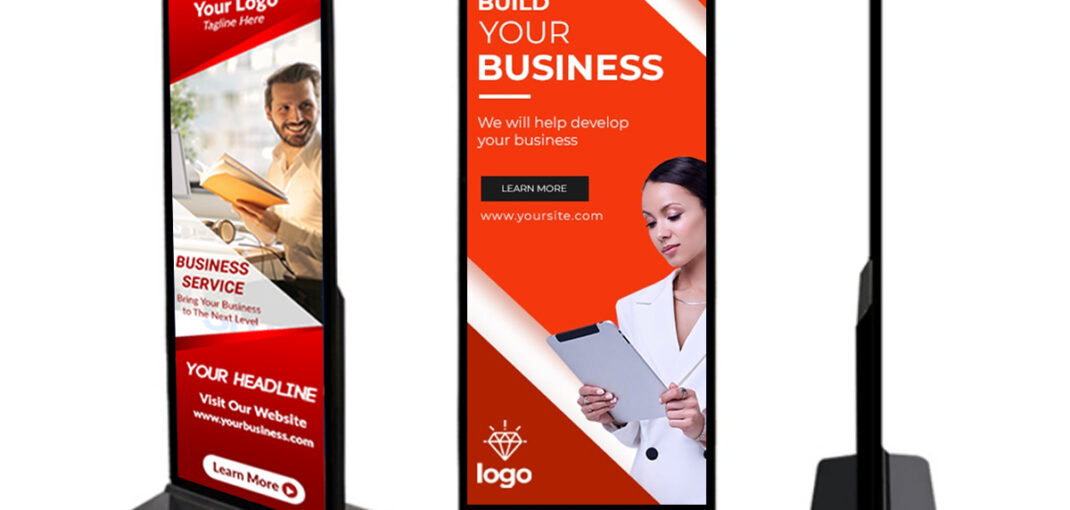 Your Logo
Tagline Here
BUSINESS
SERVICE
Bring Your Business
to The Next Level
YOUR HEADLINE
Visit Our Website
www.yourbusiness.com
Learn More
BUILD
YOUR
BUSINESS
We will help develop
your business
LEARN MORE
www.yoursite.com
logo